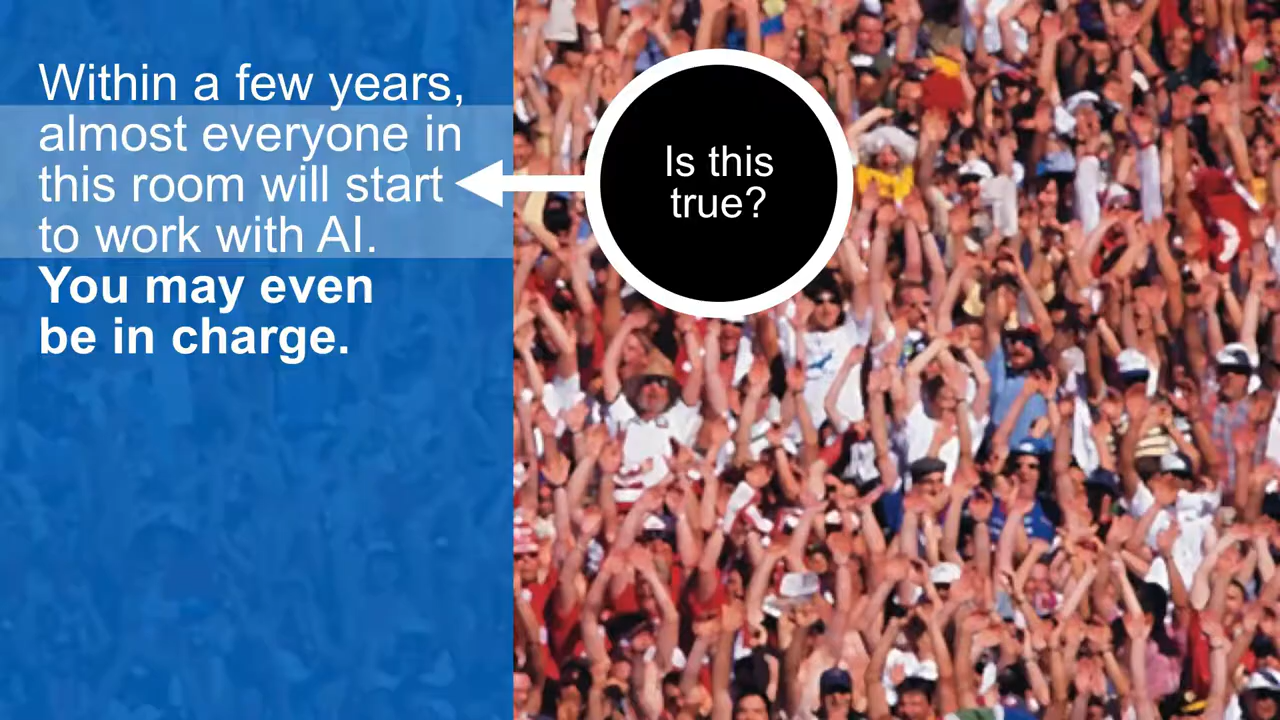 Within a few years,
almost everyone in
this room will start
to work with AI.
You may even
be in charge.
Is this
true?